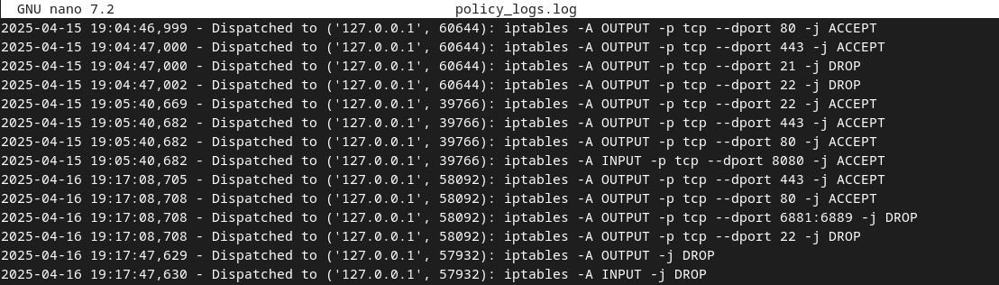 GNU nano 7.2 policy_logs.log
2025-04-15 19:04:46,999 - Dispatched to ('127.0.0.1', 60644): iptables -A OUTPUT -p tcp --dport 80 -j ACCEPT
2025-04-15 19:04:47,000 - Dispatched to ('127.0.0.1', 60644): iptables -A OUTPUT -p tcp --dport 443 -j ACCEPT
2025-04-15 19:04:47,000 - Dispatched to ('127.0.0.1', 60644): iptables -A OUTPUT -p tcp --dport 21 -j DROP
2025-04-15 19:04:47,002 - Dispatched to ('127.0.0.1', 60644): iptables -A OUTPUT -p tcp --dport 22 -j DROP
2025-04-15 19:05:40,669 - Dispatched to ('127.0.0.1', 39766): iptables -A OUTPUT -p tcp --dport 22 -j ACCEPT
2025-04-15 19:05:40,682 - Dispatched to ('127.0.0.1', 39766): iptables -A OUTPUT -p tcp --dport 443 -j ACCEPT
2025-04-15 19:05:40,682 - Dispatched to ('127.0.0.1', 39766): iptables -A OUTPUT -p tcp --dport 80 -j ACCEPT
2025-04-15 19:05:40,682 - Dispatched to ('127.0.0.1', 39766): iptables -A INPUT -p tcp --dport 8080 -j ACCEPT
2025-04-16 19:17:08,705 - Dispatched to ('127.0.0.1', 58092): iptables -A OUTPUT -p tcp --dport 443 -j ACCEPT
2025-04-16 19:17:08,708 - Dispatched to ('127.0.0.1', 58092): iptables -A OUTPUT -p tcp --dport 80 -j ACCEPT
2025-04-16 19:17:08,708 - Dispatched to ('127.0.0.1', 58092): iptables -A OUTPUT -p tcp --dport 6881:6889 -j DROP
2025-04-16 19:17:08,708 - Dispatched to ('127.0.0.1', 58092): iptables -A OUTPUT -p tcp --dport 22 -j DROP
2025-04-16 19:17:47,629 - Dispatched to ('127.0.0.1', 57932): iptables -A OUTPUT -j DROP
2025-04-16 19:17:47,630 - Dispatched to ('127.0.0.1', 57932): iptables -A INPUT -j DROP